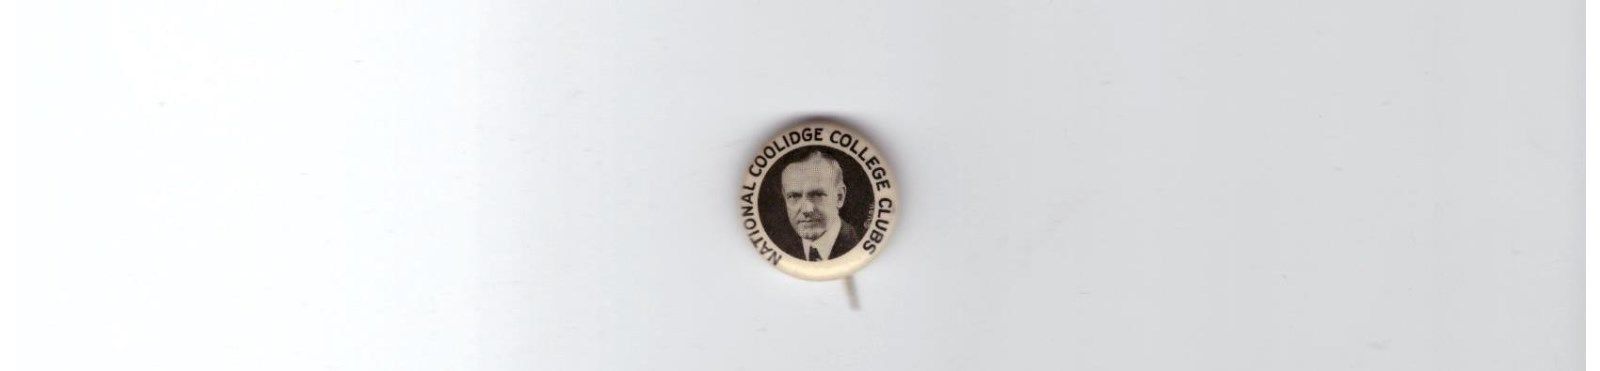 NATIONAL COOLIDGE COLLEGE CLUBS